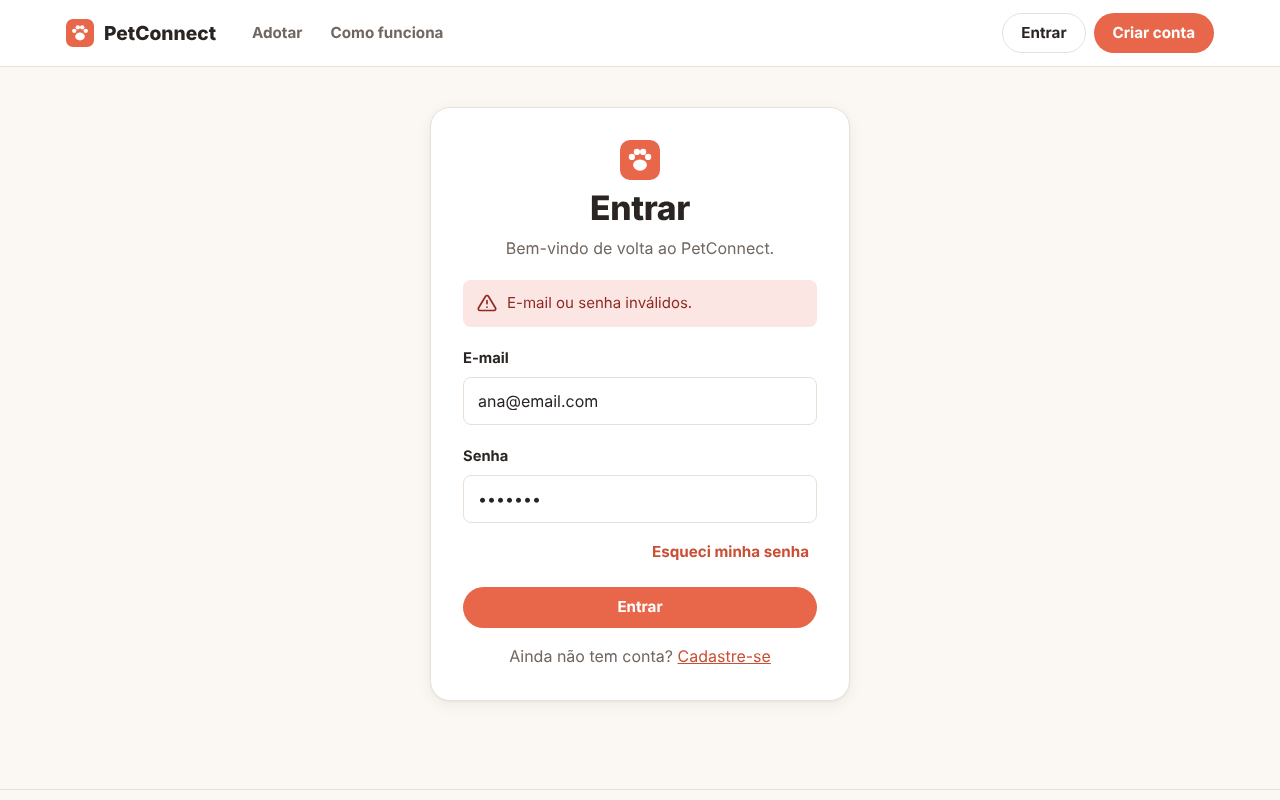 PetConnect Adotar Como funciona Entrar Criar conta
Entrar
Bem-vindo de volta ao PetConnect.
E-mail ou senha inválidos.
E-mail
ana@email.com
Senha
•••••••
Esqueci minha senha
Entrar
Ainda não tem conta? Cadastre-se